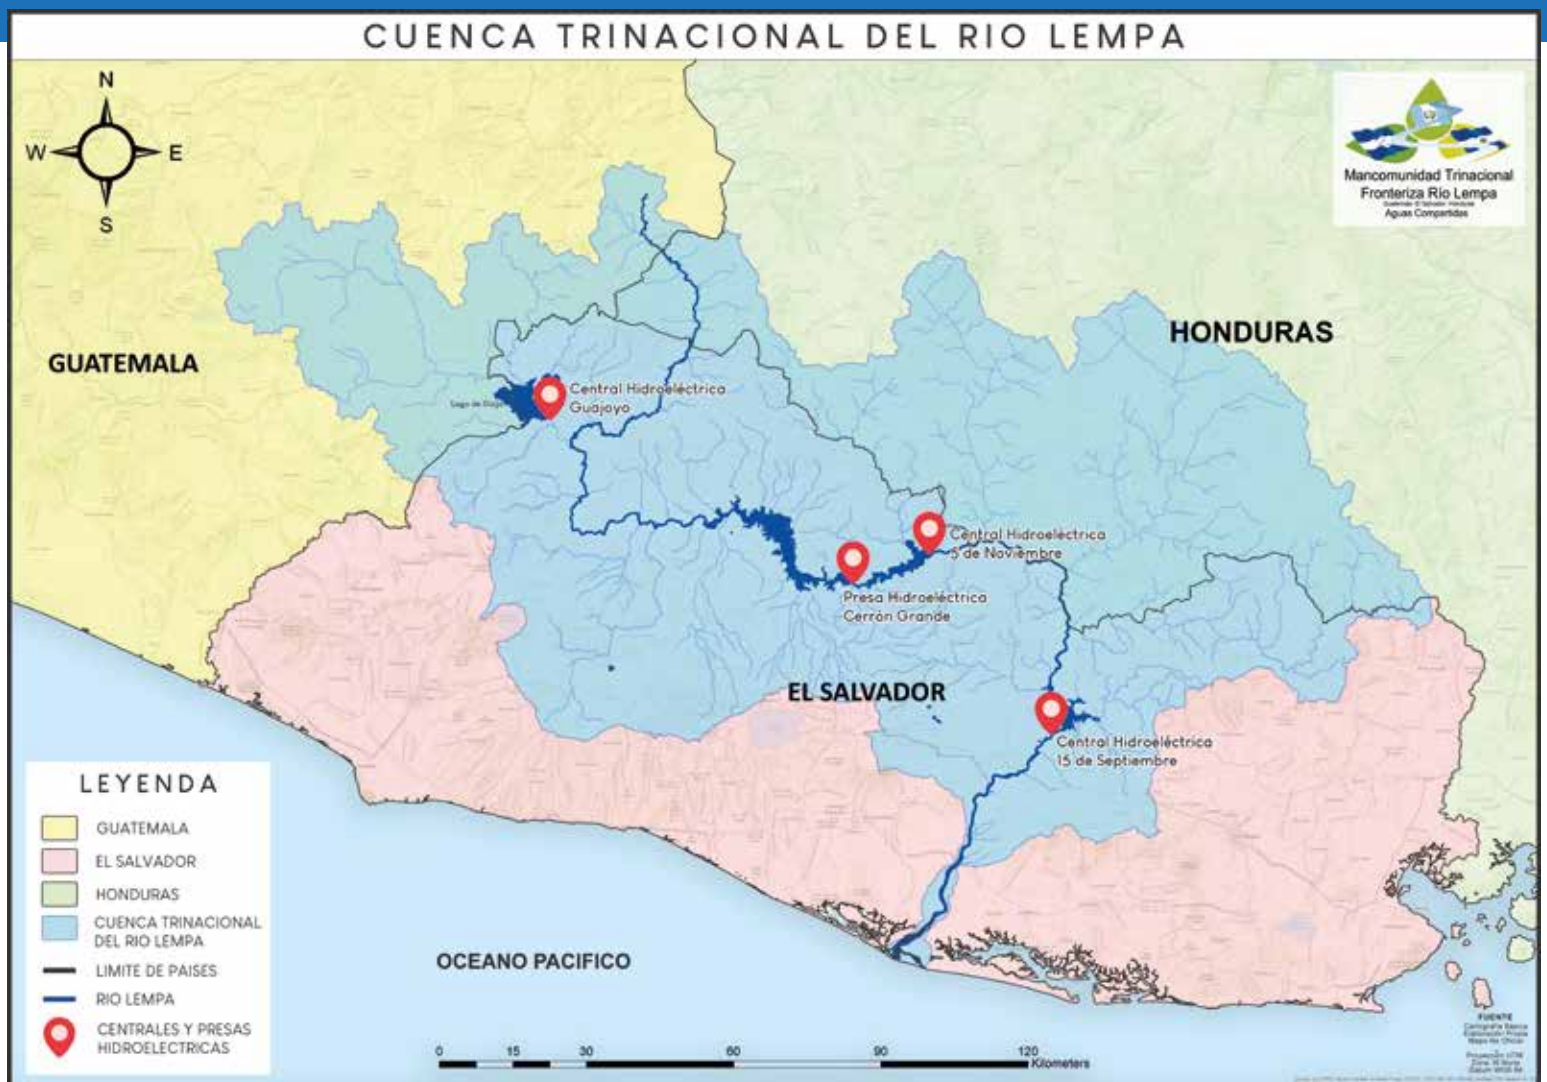 CUENCA TRINACIONAL DEL RIO LEMPA
N
W
E
S
Mancomunidad Trinacional
Fronteriza Río Lempa
Aguas Compartidas
HONDURAS
GUATEMALA
Central Hidroeléctrica
Guajoyo
Central Hidroeléctrica
5 de Noviembre
Presa Hidroeléctrica
Cerrón Grande
EL SALVADOR
Central Hidroeléctrica
15 de Septiembre
LEYENDA
GUATEMALA
EL SALVADOR
HONDURAS
CUENCA TRINACIONAL
DEL RIO LEMPA
LIMITE DE PAISES
RIO LEMPA
CENTRALES Y PRESAS
HIDROELECTRICAS
OCEANO PACIFICO
0 15 30 60 90 120
Kilometers
FUENTE